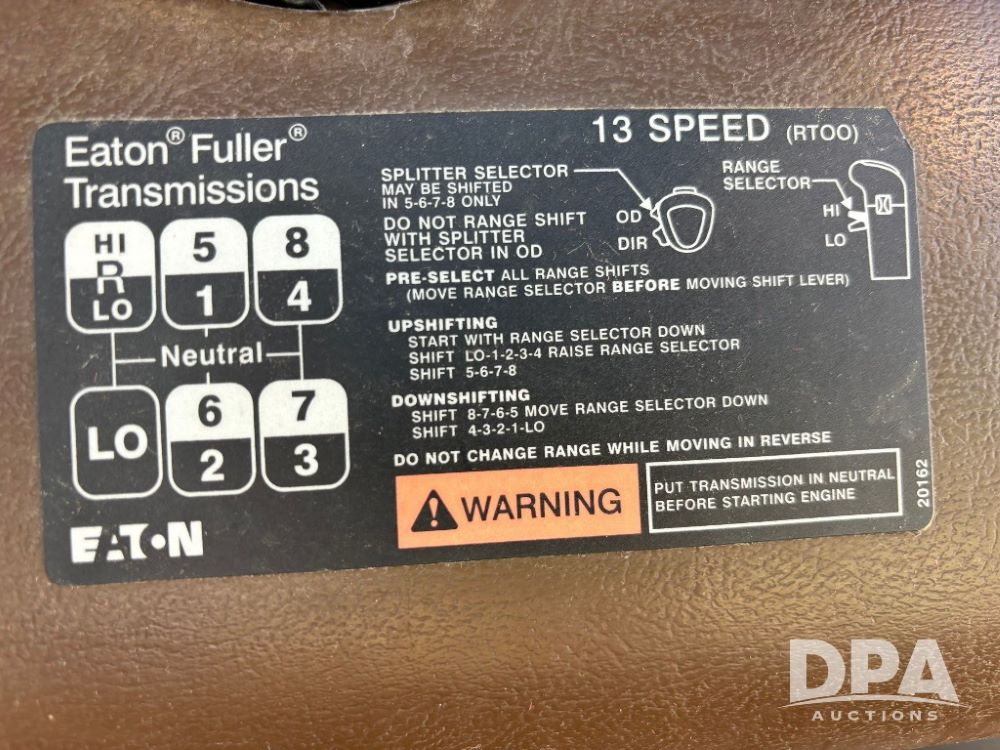 Eaton® Fuller®
Transmissions
13 SPEED (RTOO)
HI
R
LO
5
1
8
4
Neutral
LO
6
2
7
3
EATON
SPLITTER SELECTOR
MAY BE SHIFTED
IN 5-6-7-8 ONLY
DO NOT RANGE SHIFT
WITH SPLITTER
SELECTOR IN OD
OD
DIR
RANGE
SELECTOR
HI
LO
PRE-SELECT ALL RANGE SHIFTS
(MOVE RANGE SELECTOR BEFORE MOVING SHIFT LEVER)
UPSHIFTING
START WITH RANGE SELECTOR DOWN
SHIFT LO-1-2-3-4 RAISE RANGE SELECTOR
SHIFT 5-6-7-8
DOWNSHIFTING
SHIFT 8-7-6-5 MOVE RANGE SELECTOR DOWN
SHIFT 4-3-2-1-LO
DO NOT CHANGE RANGE WHILE MOVING IN REVERSE
WARNING
PUT TRANSMISSION IN NEUTRAL
BEFORE STARTING ENGINE
20162
DPA
AUCTIONS